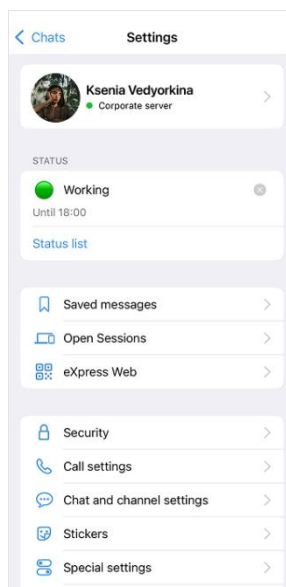 Chats
Settings
Ksenia Vedyorkina
Corporate server
STATUS
Working
Until 18:00
Status list
Saved messages
Open Sessions
eXpress Web
Security
Call settings
Chat and channel settings
Stickers
Special settings